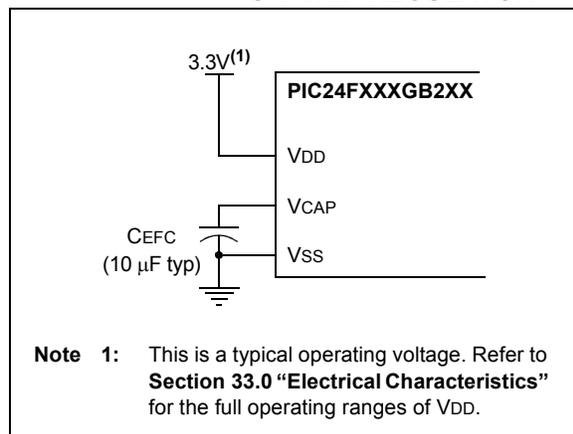 3.3V(1)
PIC24FXXXGB2XX
VDD
VCAP
CEFC
(10 μF typ)
VSS
Note 1: This is a typical operating voltage. Refer to
Section 33.0 “Electrical Characteristics”
for the full operating ranges of VDD.